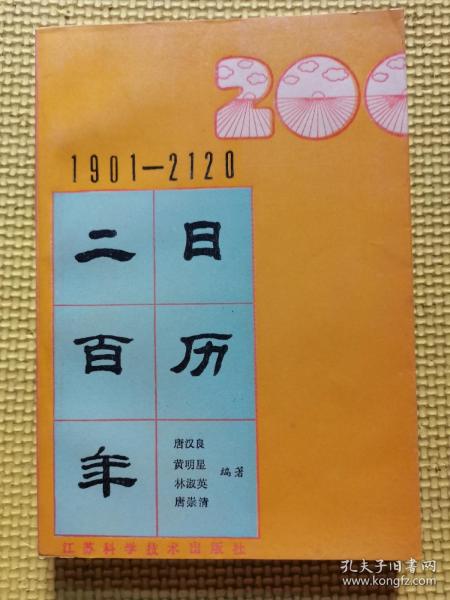 200
1901—2120
二百年
日历
唐汉良
黄明星
林淑英
唐崇清
编著
江苏科学技术出版社
孔夫子旧书网
www.kongfz.com